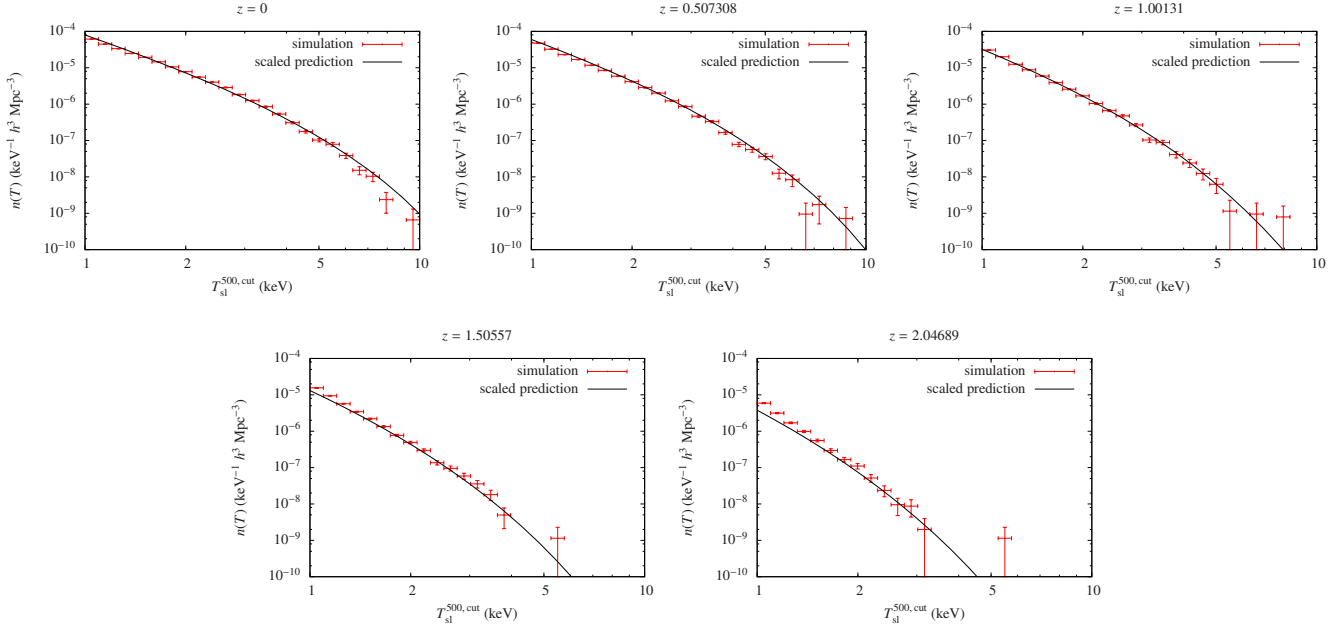 z = 0
10⁻⁴
10⁻⁵
10⁻⁶
10⁻⁷
10⁻⁸
10⁻⁹
10⁻¹⁰
n(T) (keV⁻¹ h³ Mpc⁻³)
simulation
scaled prediction
1 2 5 10
T_sl^500, cut (keV)
z = 0.507308
10⁻⁴
10⁻⁵
10⁻⁶
10⁻⁷
10⁻⁸
10⁻⁹
10⁻¹⁰
n(T) (keV⁻¹ h³ Mpc⁻³)
simulation
scaled prediction
1 2 5 10
T_sl^500, cut (keV)
z = 1.00131
10⁻⁴
10⁻⁵
10⁻⁶
10⁻⁷
10⁻⁸
10⁻⁹
10⁻¹⁰
n(T) (keV⁻¹ h³ Mpc⁻³)
simulation
scaled prediction
1 2 5 10
T_sl^500, cut (keV)
z = 1.50557
10⁻⁴
10⁻⁵
10⁻⁶
10⁻⁷
10⁻⁸
10⁻⁹
10⁻¹⁰
n(T) (keV⁻¹ h³ Mpc⁻³)
simulation
scaled prediction
1 2 5 10
T_sl^500, cut (keV)
z = 2.04689
10⁻⁴
10⁻⁵
10⁻⁶
10⁻⁷
10⁻⁸
10⁻⁹
10⁻¹⁰
n(T) (keV⁻¹ h³ Mpc⁻³)
simulation
scaled prediction
1 2 5 10
T_sl^500, cut (keV)